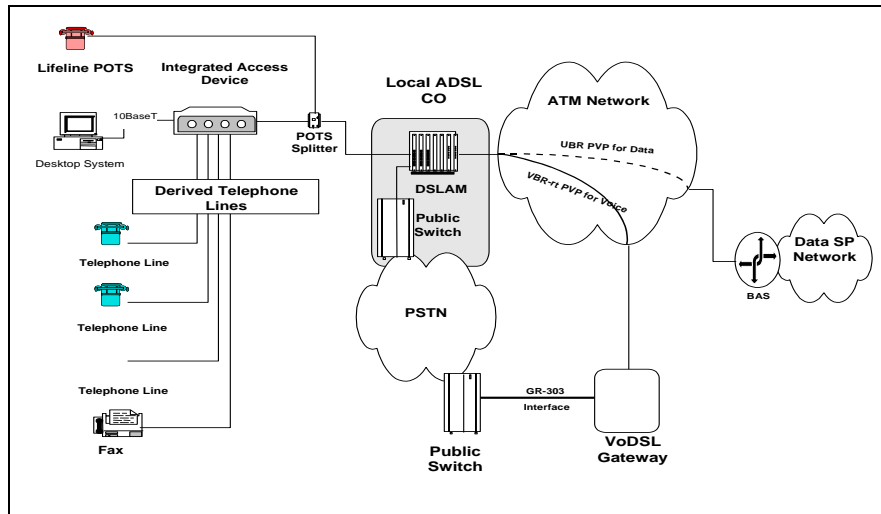 Lifeline POTS
Integrated Access
Device
Local ADSL
CO
ATM Network
10BaseT
POTS
Splitter
UBR PVP for Data
Desktop System
DSLAM
VBR-rt PVP for Voice
Derived Telephone
Lines
Public
Switch
Data SP
Network
Telephone Line
BAS
PSTN
Telephone Line
Telephone Line
GR-303
Interface
Fax
Public
Switch
VoDSL
Gateway